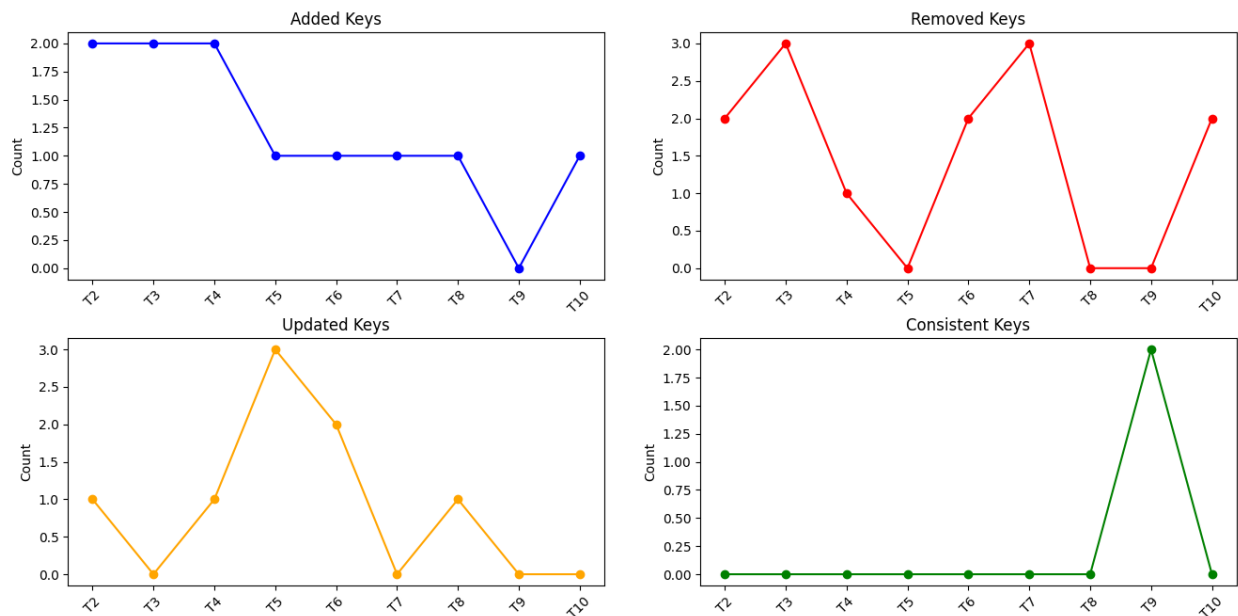 Added Keys
Count
2.00
1.75
1.50
1.25
1.00
0.75
0.50
0.25
0.00
T2 T3 T4 T5 T6 T7 T8 T9 T10
Removed Keys
Count
3.0
2.5
2.0
1.5
1.0
0.5
0.0
T2 T3 T4 T5 T6 T7 T8 T9 T10
Updated Keys
Count
3.0
2.5
2.0
1.5
1.0
0.5
0.0
T2 T3 T4 T5 T6 T7 T8 T9 T10
Consistent Keys
Count
2.00
1.75
1.50
1.25
1.00
0.75
0.50
0.25
0.00
T2 T3 T4 T5 T6 T7 T8 T9 T10